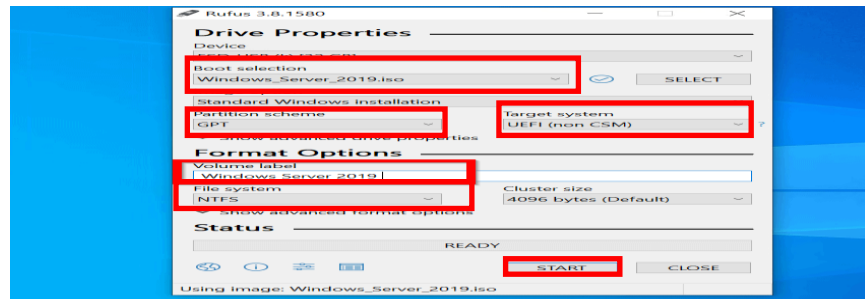 Rufus 3.8.1580
Drive Properties
Device
Boot selection
Windows_Server_2019.iso
SELECT
Standard Windows installation
Partition scheme
Target system
GPT
UEFI (non CSM)
?
Show advanced drive properties
Format Options
Volume label
Windows Server 2019
File system
Cluster size
NTFS
4096 bytes (Default)
Show advanced format options
Status
READY
START
CLOSE
Using image: Windows_Server_2019.iso